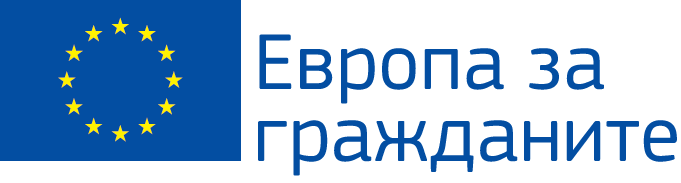 Европа за
гражданите